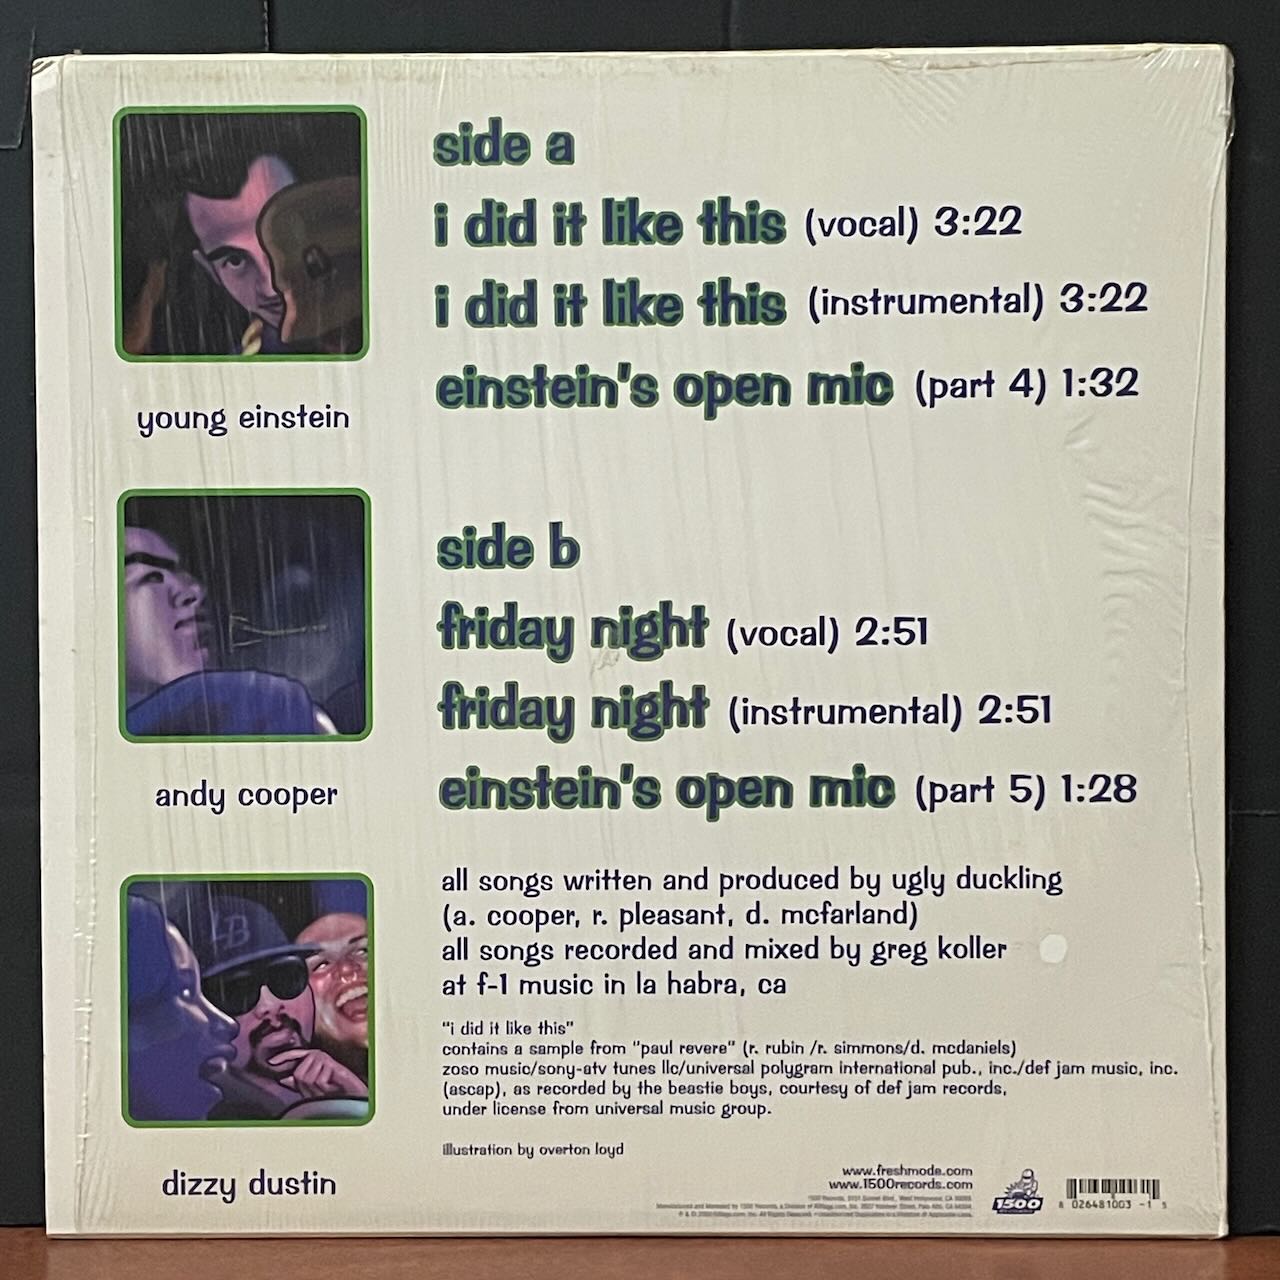 side a
i did it like this (vocal) 3:22
i did it like this (instrumental) 3:22
einstein's open mic (part 4) 1:32
young einstein
side b
friday night (vocal) 2:51
friday night (instrumental) 2:51
einstein's open mic (part 5) 1:28
andy cooper
all songs written and produced by ugly duckling
(a. cooper, r. pleasant, d. mcfarland)
all songs recorded and mixed by greg koller
at f-1 music in la habra, ca
"i did it like this"
contains a sample from "paul revere" (r. rubin /r. simmons/d. mcdaniels)
zoso music/sony-atv tunes llc/universal polygram international pub., inc./def jam music, inc.
(ascap), as recorded by the beastie boys, courtesy of def jam records,
under license from universal music group.
illustration by overton loyd
dizzy dustin
www.freshmode.com
www.1500records.com
1500
8 026481003 -1 5